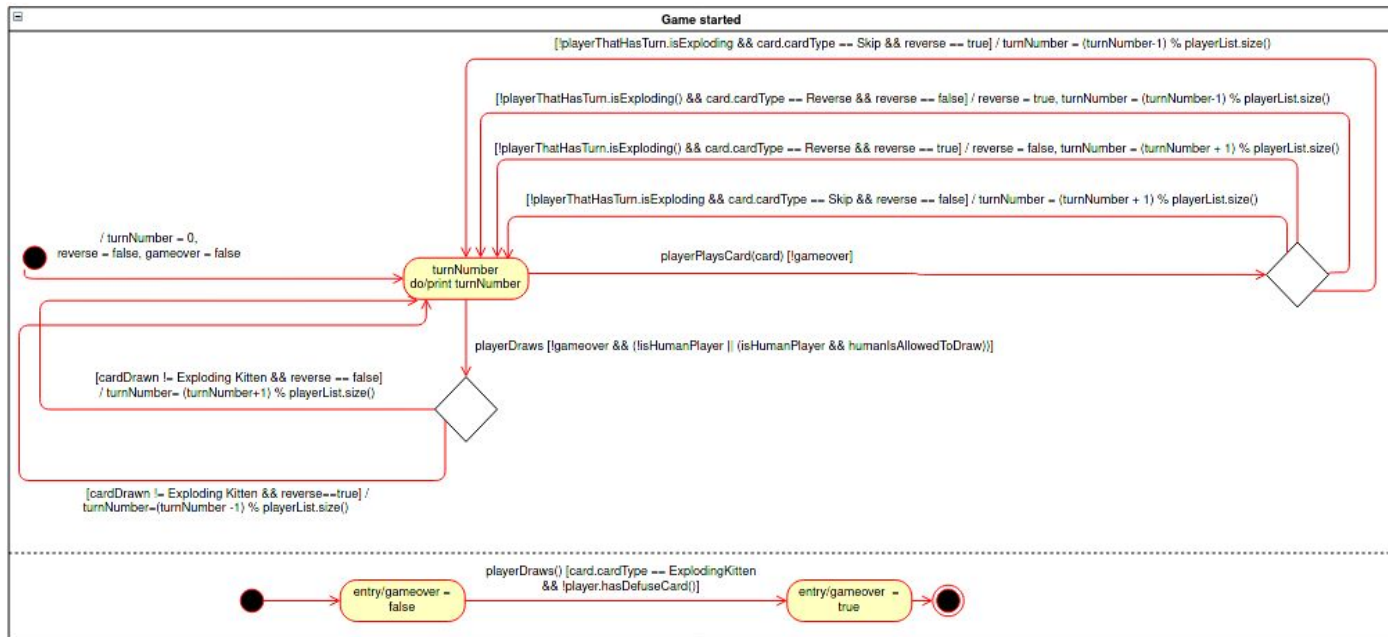 Game started
[!playerThatHasTurn.isExploding && card.cardType == Skip && reverse == true] / turnNumber = (turnNumber-1) % playerList.size()
[!playerThatHasTurn.isExploding() && card.cardType == Reverse && reverse == false] / reverse = true, turnNumber = (turnNumber-1) % playerList.size()
[!playerThatHasTurn.isExploding() && card.cardType == Reverse && reverse == true] / reverse = false, turnNumber = (turnNumber + 1) % playerList.size()
[!playerThatHasTurn.isExploding && card.cardType == Skip && reverse == false] / turnNumber = (turnNumber + 1) % playerList.size()
/ turnNumber = 0,
reverse = false, gameover = false
turnNumber
do/print turnNumber
playerPlaysCard(card) [!gameover]
playerDraws [!gameover && (!isHumanPlayer || (isHumanPlayer && humanIsAllowedToDraw))]
[cardDrawn != Exploding Kitten && reverse == false]
/ turnNumber= (turnNumber+1) % playerList.size()
[cardDrawn != Exploding Kitten && reverse==true] /
turnNumber=(turnNumber -1) % playerList.size()
playerDraws() [card.cardType == ExplodingKitten
&& !player.hasDefuseCard()]
entry/gameover =
false
entry/gameover =
true